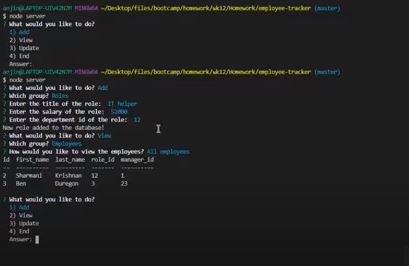 anjin@LAPTOP-UIV42N7M MINGW64 ~/Desktop/files/bootcamp/homework/wk12/Homework/employee-tracker (master)
$ node server
? What would you like to do?
1) Add
2) View
3) Update
4) End
Answer:
anjin@LAPTOP-UIV42N7M MINGW64 ~/Desktop/files/bootcamp/homework/wk12/Homework/employee-tracker (master)
$ node server
? What would you like to do? Add
? Which group? Roles
? Enter the title of the role: IT helper
? Enter the salary of the role: 52000
? Enter the department id of the role: 12
New role added to the database!
? What would you like to do? View
? Which group? Employees
? How would you like to view the employees? All employees
id first_name last_name role_id manager_id
-- ---------- --------- ------- ----------
2 Sharmani Krishnan 12 1
3 Ben Duregon 3 23
? What would you like to do?
1) Add
2) View
3) Update
4) End
Answer: